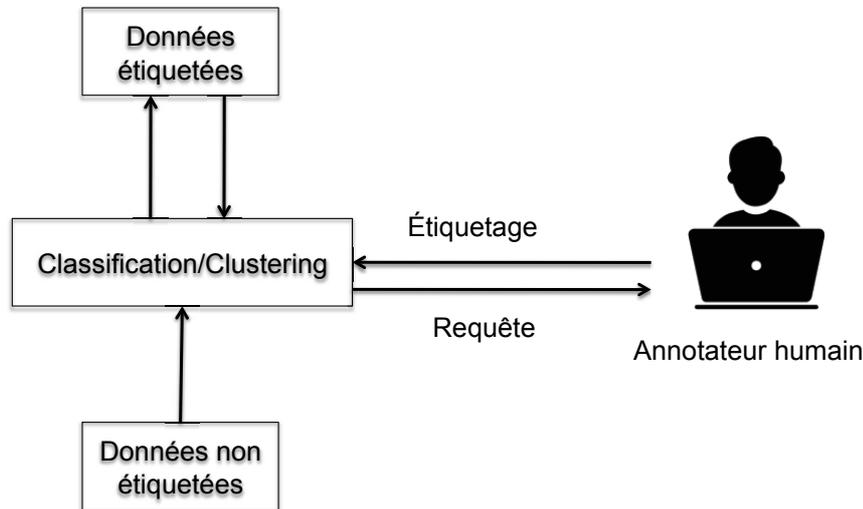 Données
étiquetées
Étiquetage
Classification/Clustering
Requête
Annotateur humain
Données non
étiquetées